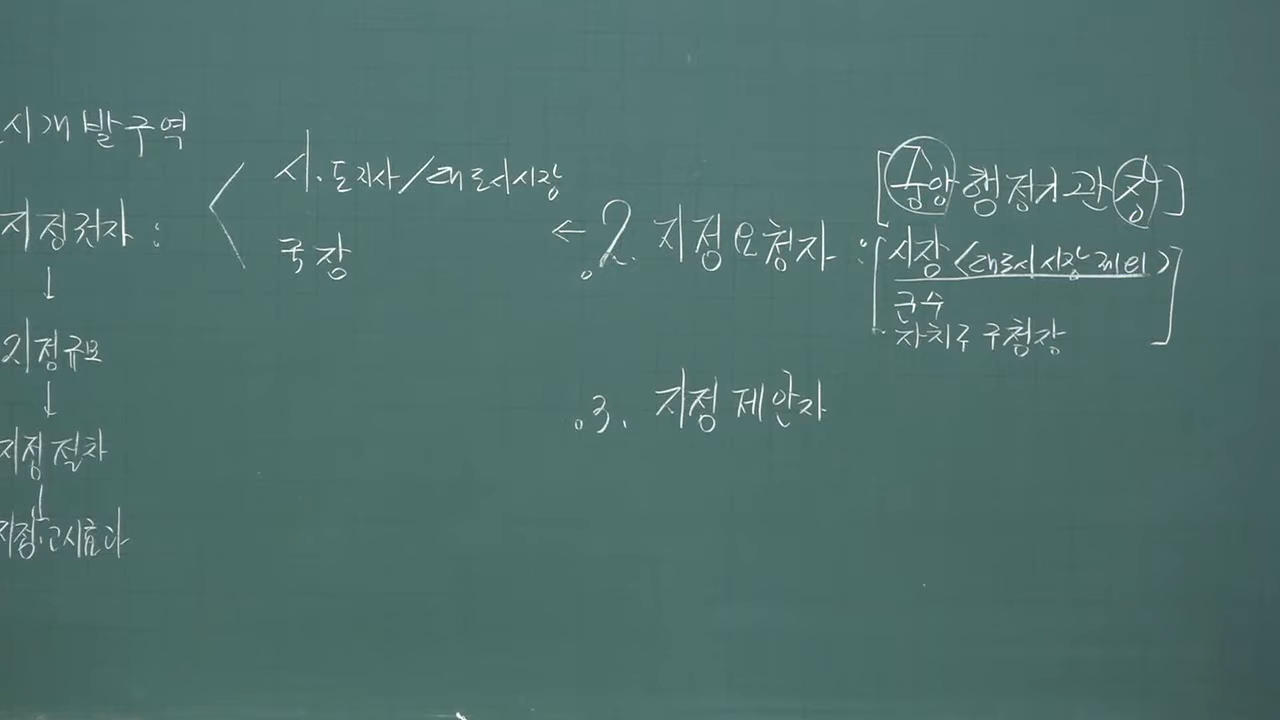 시개발구역
지정권자 :
↓
지정규모
↓
지정절차
↓
지정·고시효과
시·도지사/대도시시장
국장
← 2. 지정요청자 :
[중앙행정기관장]
시장<대도시시장 제외>
군수
자치구 구청장
3. 지정제안자